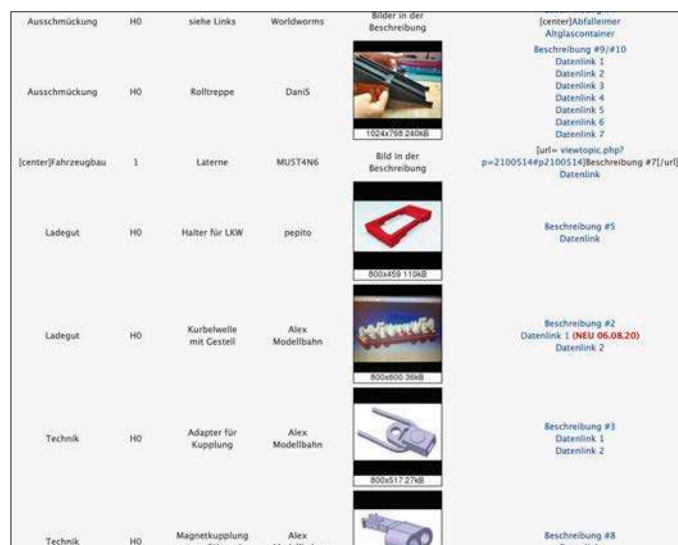 Ausschmückung H0 siehe Links Worldworms Bilder in der
Beschreibung
[center]Abfalleimer
Altglascontainer
Ausschmückung H0 Rolltreppe DaniS
1024x768 240kB
Beschreibung #9/#10
Datenlink 1
Datenlink 2
Datenlink 3
Datenlink 4
Datenlink 5
Datenlink 6
Datenlink 7
[center]Fahrzeugbau 1 Laterne MUST4N6 Bild in der
Beschreibung
[url= viewtopic.php?
p=2100514#p2100514]Beschreibung #7[/url]
Datenlink
Ladegut H0 Halter für LKW pepito
800x459 110kB
Beschreibung #5
Datenlink
Ladegut H0 Kurbelwelle
mit Gestell
Alex
Modellbahn
800x600 36kB
Beschreibung #2
Datenlink 1 (NEU 06.08.20)
Datenlink 2
Technik H0 Adapter für
Kupplung
Alex
Modellbahn
800x517 27kB
Beschreibung #3
Datenlink 1
Datenlink 2
Technik H0 Magnetkupplung
Alex
Beschreibung #8